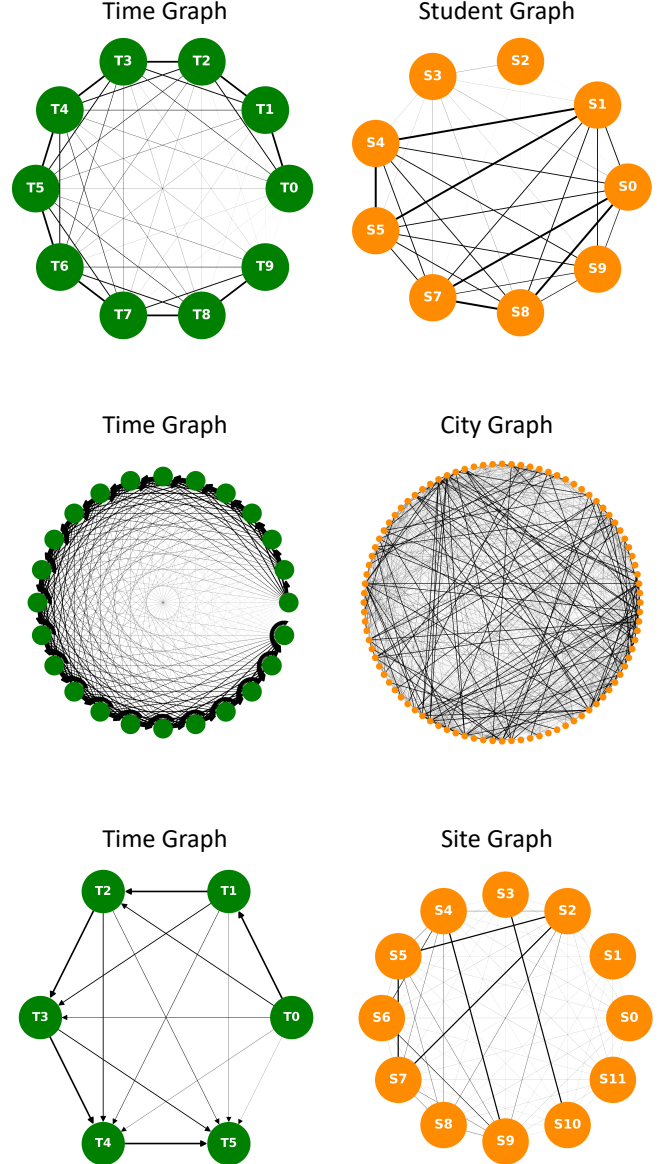 Time Graph
T3
T2
T4
T1
T5
T0
T6
T9
T7
T8
Student Graph
S2
S3
S1
S4
S0
S5
S9
S7
S8
Time Graph
City Graph
Time Graph
T2
T1
T3
T0
T4
T5
Site Graph
S3
S4
S2
S5
S1
S6
S0
S7
S11
S8
S10
S9